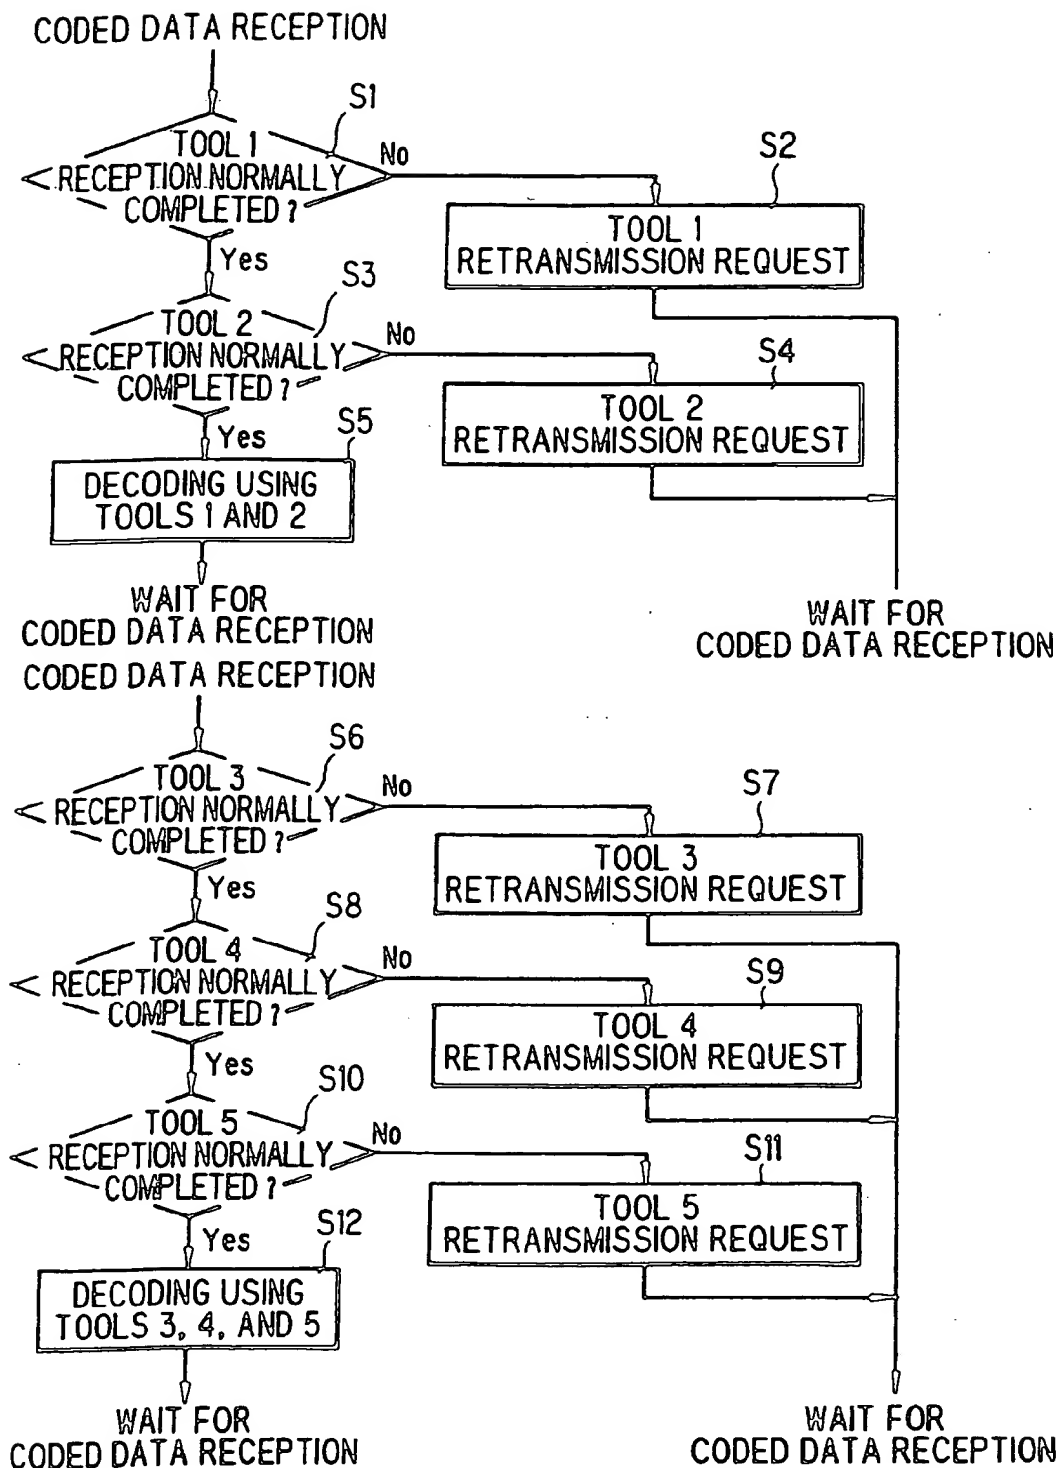 CODED DATA RECEPTION
S1
TOOL 1
RECEPTION NORMALLY
COMPLETED?
No
S2
TOOL 1
RETRANSMISSION REQUEST
Yes
S3
TOOL 2
RECEPTION NORMALLY
COMPLETED?
No
S4
TOOL 2
RETRANSMISSION REQUEST
Yes
S5
DECODING USING
TOOLS 1 AND 2
WAIT FOR
CODED DATA RECEPTION
WAIT FOR
CODED DATA RECEPTION
CODED DATA RECEPTION
S6
TOOL 3
RECEPTION NORMALLY
COMPLETED?
No
S7
TOOL 3
RETRANSMISSION REQUEST
Yes
S8
TOOL 4
RECEPTION NORMALLY
COMPLETED?
No
S9
TOOL 4
RETRANSMISSION REQUEST
Yes
S10
TOOL 5
RECEPTION NORMALLY
COMPLETED?
No
S11
TOOL 5
RETRANSMISSION REQUEST
Yes
S12
DECODING USING
TOOLS 3, 4, AND 5
WAIT FOR
CODED DATA RECEPTION
WAIT FOR
CODED DATA RECEPTION